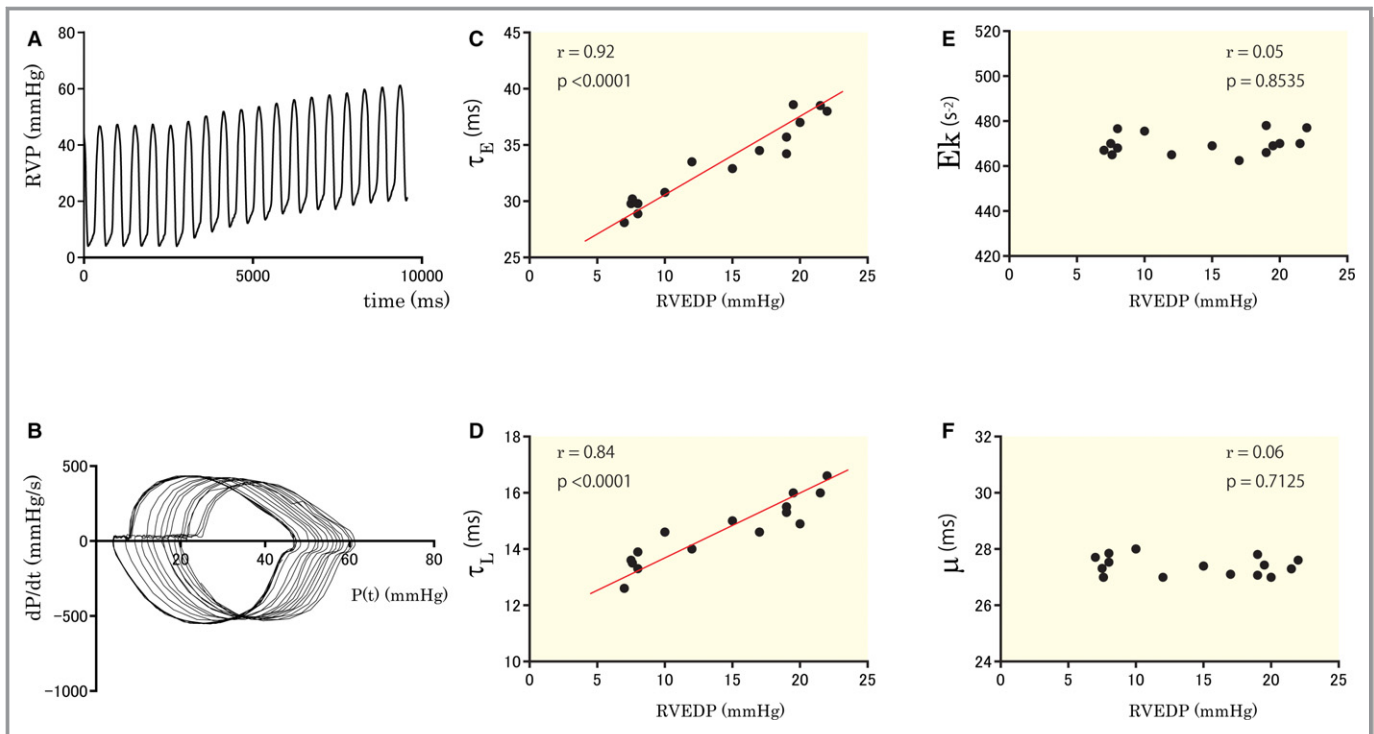 A
80
60
40
20
0
RVP (mmHg)
0 5000 10000
time (ms)
B
500
0
-500
-1000
dP/dt (mmHg/s)
20 40 60 80
P(t) (mmHg)
C
45
40
35
30
25
τE (ms)
r = 0.92
p <0.0001
0 5 10 15 20 25
RVEDP (mmHg)
D
18
16
14
12
10
τL (ms)
r = 0.84
p <0.0001
0 5 10 15 20 25
RVEDP (mmHg)
E
520
500
480
460
440
420
Ek (s-2)
r = 0.05
p = 0.8535
0 5 10 15 20 25
RVEDP (mmHg)
F
32
30
28
26
24
μ (ms)
r = 0.06
p = 0.7125
0 5 10 15 20 25
RVEDP (mmHg)